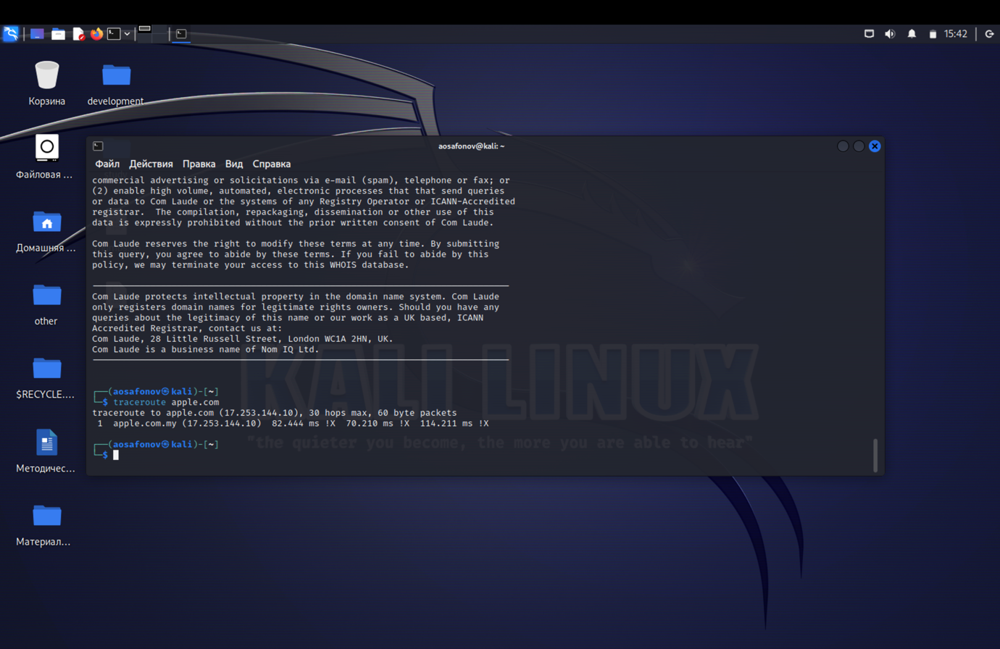 15:42
Корзина
development
Файловая ...
Домашняя ...
other
$RECYCLE....
Методичес...
Материал...
aosafonov@kali: ~
Файл Действия Правка Вид Справка
commercial advertising or solicitations via e-mail (spam), telephone or fax; or
(2) enable high volume, automated, electronic processes that that send queries
or data to Com Laude or the systems of any Registry Operator or ICANN-Accredited
registrar.  The compilation, repackaging, dissemination or other use of this
data is expressly prohibited without the prior written consent of Com Laude.
Com Laude reserves the right to modify these terms at any time. By submitting
this query, you agree to abide by these terms. If you fail to abide by this
policy, we may terminate your access to this WHOIS database.
Com Laude protects intellectual property in the domain name system. Com Laude
only registers domain names for legitimate rights owners. Should you have any
queries about the legitimacy of this name or our work as a UK based, ICANN
Accredited Registrar, contact us at:
Com Laude, 28 Little Russell Street, London WC1A 2HN, UK.
Com Laude is a business name of Nom IQ Ltd.
┌──(aosafonov㉿kali)-[~]
└─$ traceroute apple.com
traceroute to apple.com (17.253.144.10), 30 hops max, 60 byte packets
 1  apple.com.my (17.253.144.10)  82.444 ms !X  70.210 ms !X  114.211 ms !X
┌──(aosafonov㉿kali)-[~]
└─$
KALI LINUX
"the quieter you become, the more you are able to hear"